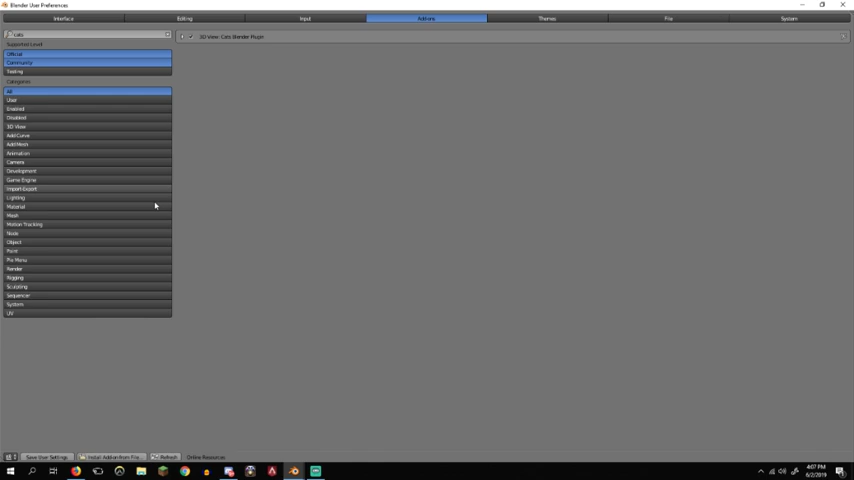 Blender User Preferences
Interface Editing Input Add-ons Themes File System
cats
3D View: Cats Blender Plugin
Supported Level
Official
Community
Testing
Categories
All
User
Enabled
Disabled
3D View
Add Curve
Add Mesh
Animation
Camera
Development
Game Engine
Import-Export
Lighting
Material
Mesh
Motion Tracking
Node
Object
Paint
Pie Menu
Render
Rigging
Sculpting
Sequencer
System
UV
Save User Settings Install Add-on from File... Refresh Online Resources
4:07 PM
6/2/2019